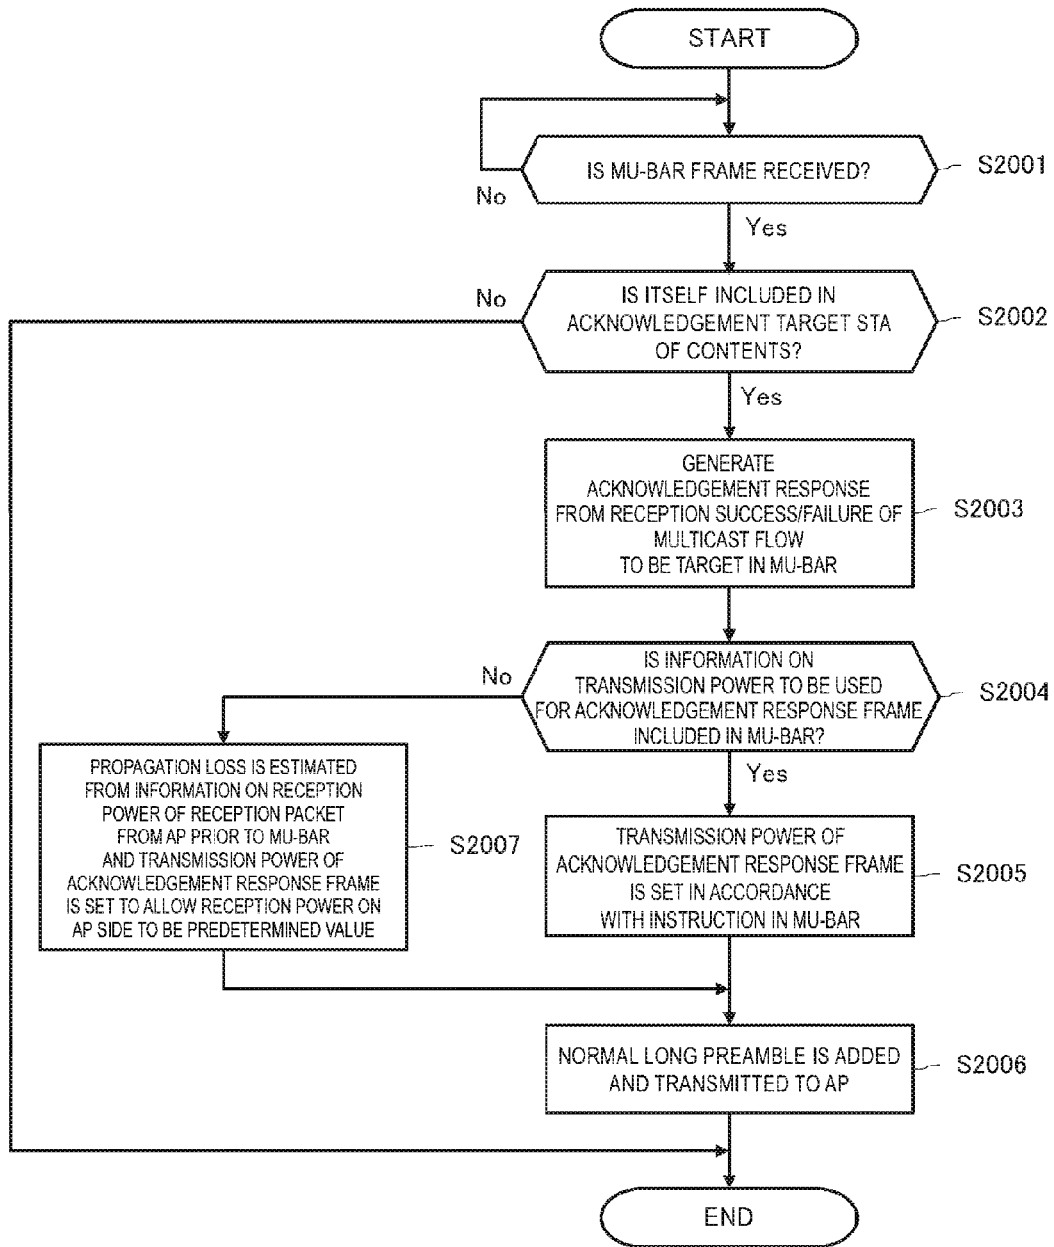 START
IS MU-BAR FRAME RECEIVED?
S2001
No
Yes
No
IS ITSELF INCLUDED IN
ACKNOWLEDGEMENT TARGET STA
OF CONTENTS?
S2002
Yes
GENERATE
ACKNOWLEDGEMENT RESPONSE
FROM RECEPTION SUCCESS/FAILURE OF
MULTICAST FLOW
TO BE TARGET IN MU-BAR
S2003
No
IS INFORMATION ON
TRANSMISSION POWER TO BE USED
FOR ACKNOWLEDGEMENT RESPONSE FRAME
INCLUDED IN MU-BAR?
S2004
Yes
PROPAGATION LOSS IS ESTIMATED
FROM INFORMATION ON RECEPTION
POWER OF RECEPTION PACKET
FROM AP PRIOR TO MU-BAR
AND TRANSMISSION POWER OF
ACKNOWLEDGEMENT RESPONSE FRAME
IS SET TO ALLOW RECEPTION POWER ON
AP SIDE TO BE PREDETERMINED VALUE
S2007
TRANSMISSION POWER OF
ACKNOWLEDGEMENT RESPONSE FRAME
IS SET IN ACCORDANCE
WITH INSTRUCTION IN MU-BAR
S2005
NORMAL LONG PREAMBLE IS ADDED
AND TRANSMITTED TO AP
S2006
END